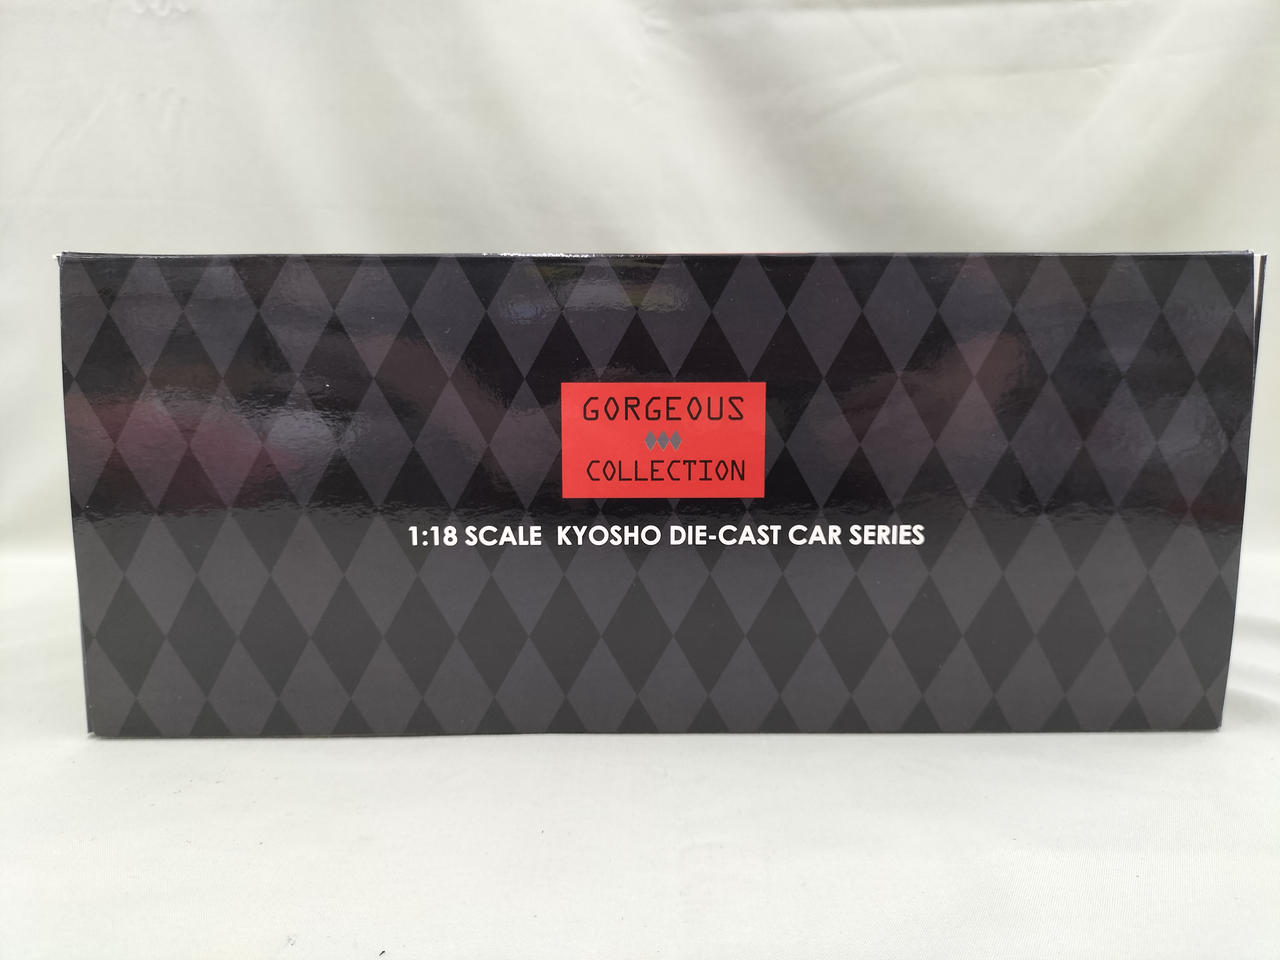 GORGEOUS
COLLECTION
1:18 SCALE KYOSHO DIE-CAST CAR SERIES